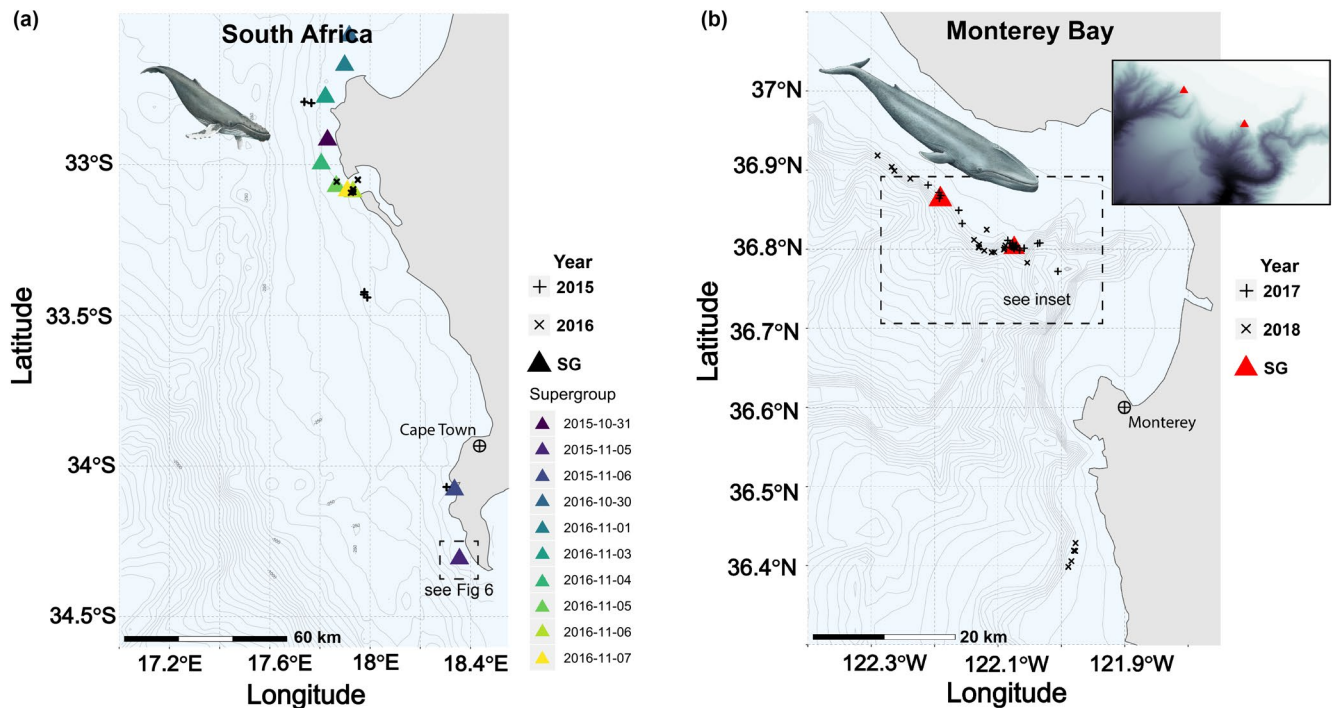 (a)
South Africa
33°S
33.5°S
34°S
34.5°S
Latitude
17.2°E
17.6°E
18°E
18.4°E
Longitude
Cape Town
see Fig 6
60 km
Year
2015
2016
SG
Supergroup
2015-10-31
2015-11-05
2015-11-06
2016-10-30
2016-11-01
2016-11-03
2016-11-04
2016-11-05
2016-11-06
2016-11-07
(b)
Monterey Bay
37°N
36.9°N
36.8°N
36.7°N
36.6°N
36.5°N
36.4°N
Latitude
122.3°W
122.1°W
121.9°W
Longitude
see inset
Monterey
20 km
Year
2017
2018
SG